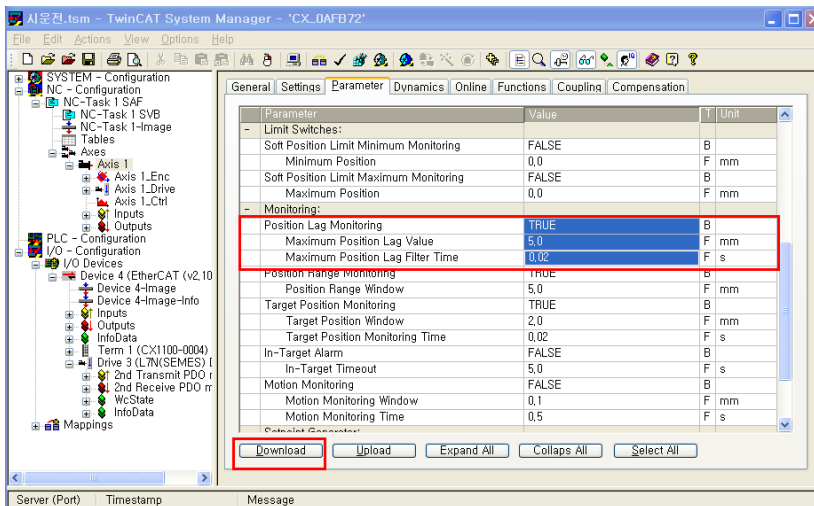 시운전.tsm - TwinCAT System Manager - 'CX_0AFB72'
File Edit Actions View Options Help
SYSTEM - Configuration
NC - Configuration
NC-Task 1 SAF
NC-Task 1 SVB
NC-Task 1-Image
Tables
Axes
Axis 1
Axis 1_Enc
Axis 1_Drive
Axis 1_Ctrl
Inputs
Outputs
PLC - Configuration
I/O - Configuration
I/O Devices
Device 4 (EtherCAT (v2,10
Device 4-Image
Device 4-Image-Info
Inputs
Outputs
InfoData
Term 1 (CX1100-0004)
Drive 3 (L7N(SEMES) [
2nd Transmit PDO r
2nd Receive PDO m
WcState
InfoData
Mappings
General Settings Parameter Dynamics Online Functions Coupling Compensation
Parameter Value T Unit
- Limit Switches:
Soft Position Limit Minimum Monitoring FALSE B
Minimum Position 0,0 F mm
Soft Position Limit Maximum Monitoring FALSE B
Maximum Position 0,0 F mm
- Monitoring:
Position Lag Monitoring TRUE B
Maximum Position Lag Value 5,0 F mm
Maximum Position Lag Filter Time 0,02 F s
Position Range Monitoring TRUE B
Position Range Window 5,0 F mm
Target Position Monitoring TRUE B
Target Position Window 2,0 F mm
Target Position Monitoring Time 0,02 F s
In-Target Alarm FALSE B
In-Target Timeout 5,0 F s
Motion Monitoring FALSE B
Motion Monitoring Window 0,1 F mm
Motion Monitoring Time 0,5 F s
Setpoint Generator:
Download Upload Expand All Collaps All Select All
Server (Port) Timestamp Message